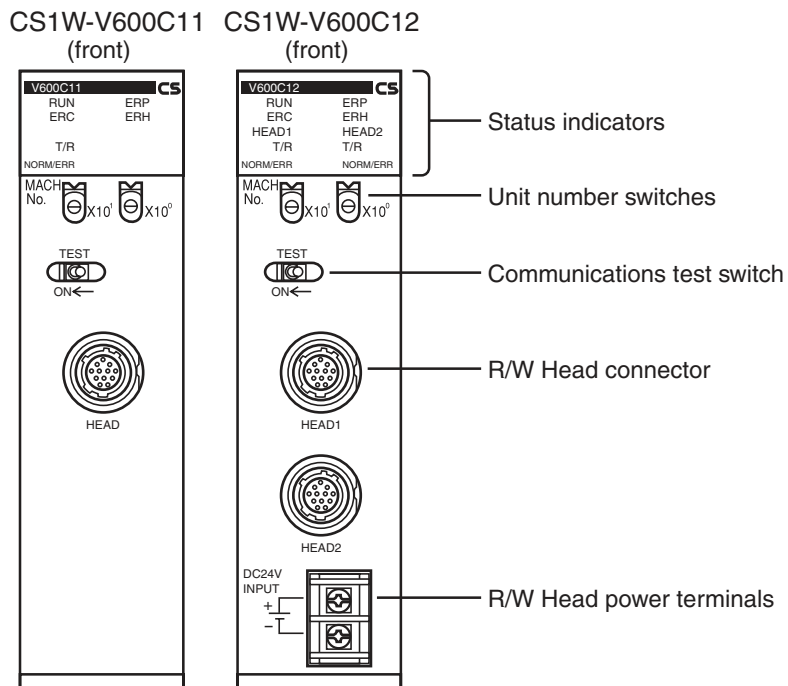 CS1W-V600C11
(front)
V600C11 CS
RUN ERP
ERC ERH
T/R
NORM/ERR
MACH
No.
X10¹ X10⁰
TEST
ON←
HEAD
CS1W-V600C12
(front)
V600C12 CS
RUN ERP
ERC ERH
HEAD1 HEAD2
T/R T/R
NORM/ERR NORM/ERR
MACH
No.
X10¹ X10⁰
TEST
ON←
HEAD1
HEAD2
DC24V
INPUT
+
−
Status indicators
Unit number switches
Communications test switch
R/W Head connector
R/W Head power terminals